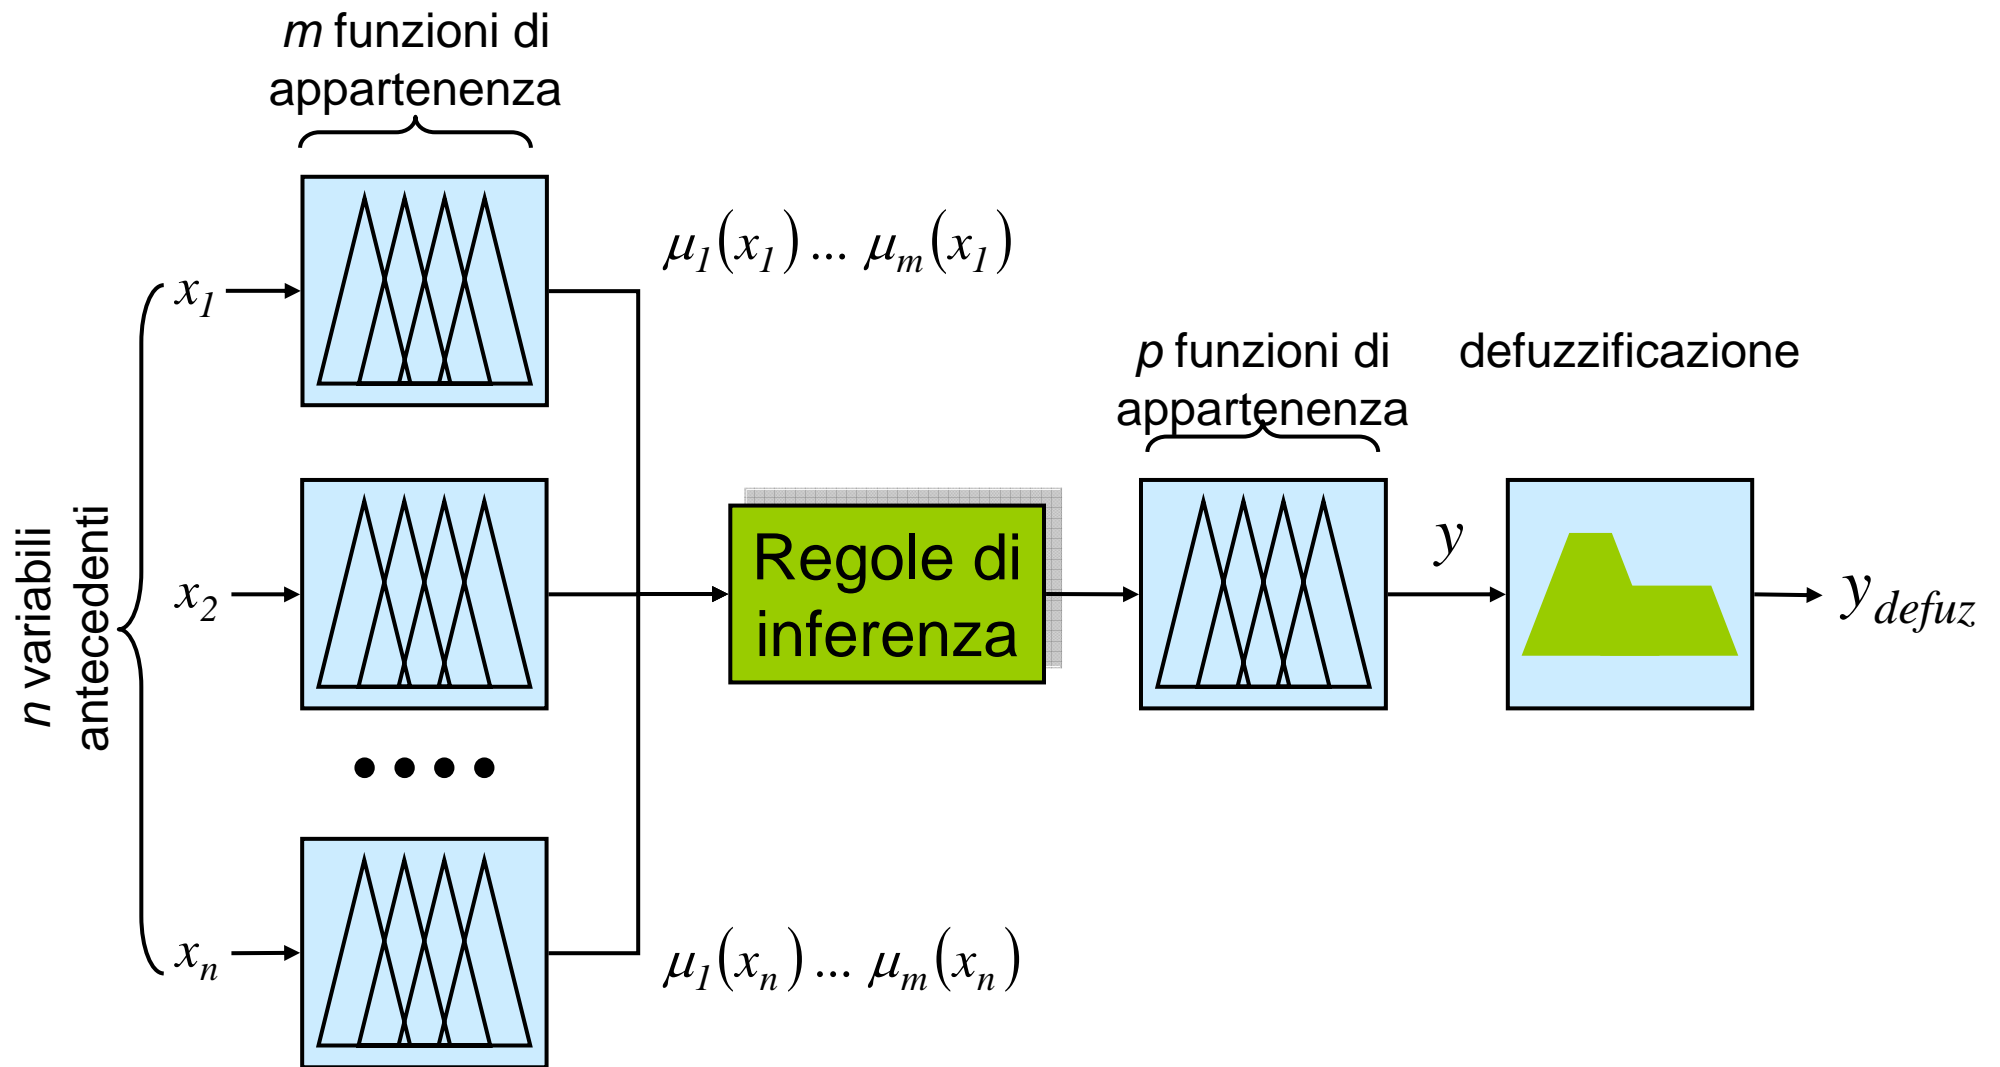 m funzioni di
appartenenza
μ1(x1) ... μm(x1)
x1
p funzioni di
appartenenza
defuzzificazione
n variabili
antecedenti
x2
Regole di
inferenza
y
ydefuz
xn
μ1(xn) ... μm(xn)